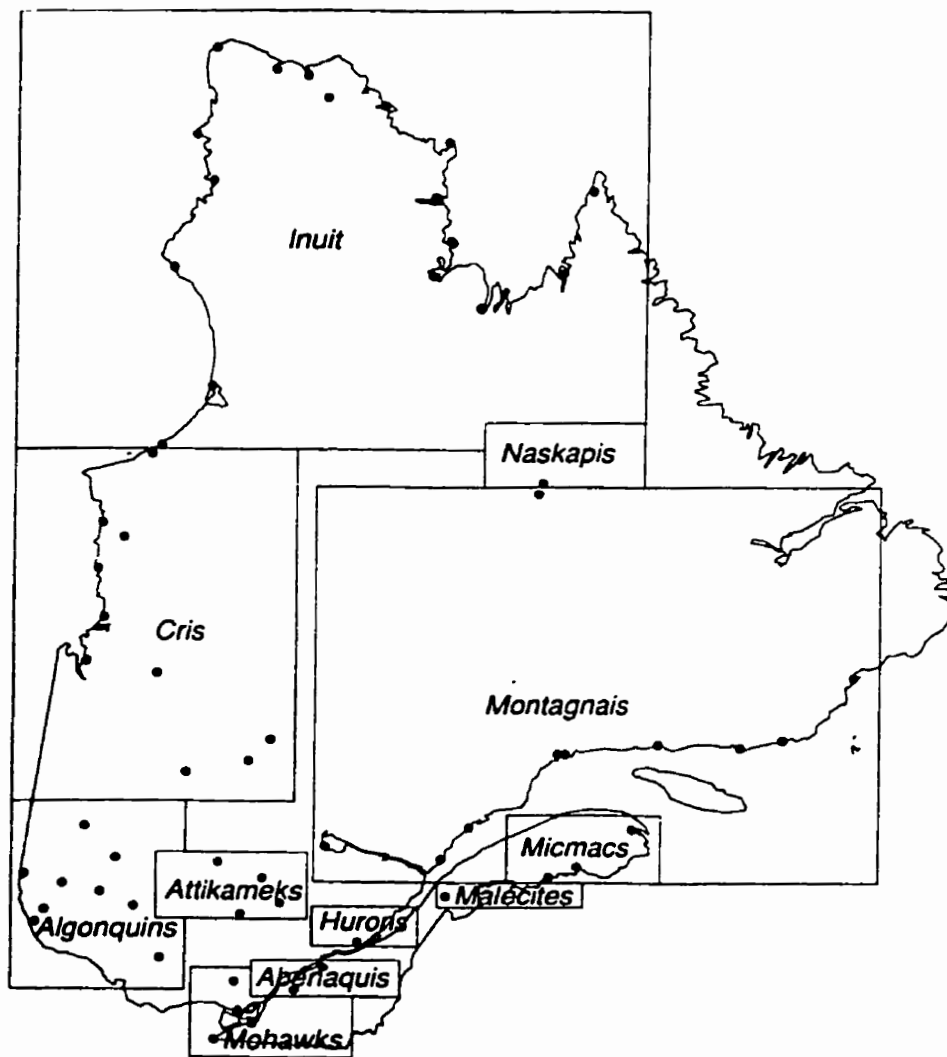 Inuit
Naskapis
Cris
Montagnais
Micmacs
Attikameks
Malécites
Algonquins
Hurons
Abénaquis
Mohawks